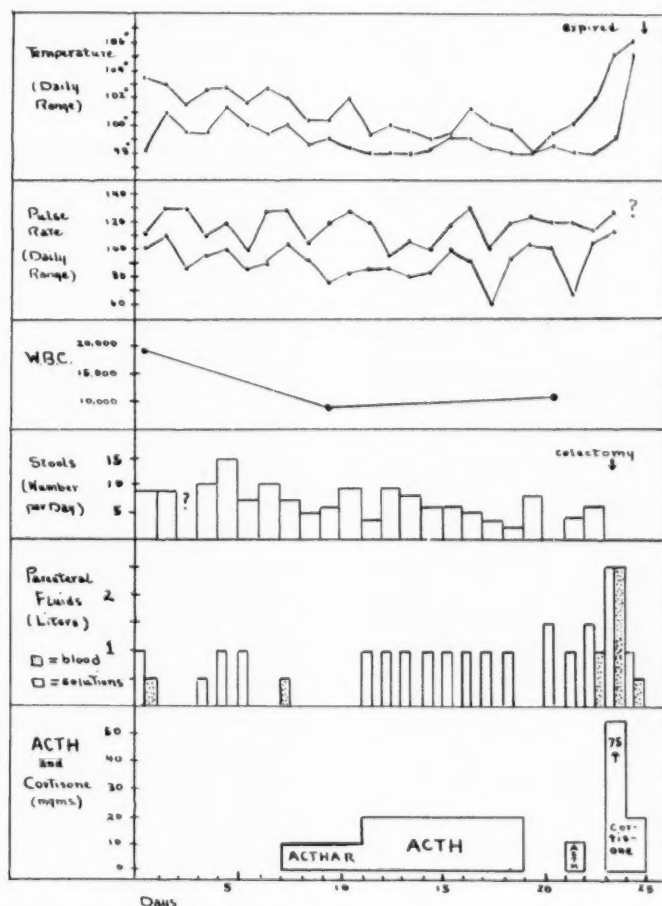 expired
Temperature
(Daily
Range)
106°
104°
102°
100°
98°
Pulse
Rate
(Daily
Range)
140
120
100
80
60
?
W.B.C.
20,000
15,000
10,000
Stools
(Number
per Day)
15
10
5
?
colectomy
Parenteral
Fluids
(Liters)
= blood
= solutions
2
1
ACTH
and
Cortisone
(mgms.)
50
40
30
20
10
0
ACTHAR
ACTH
ACTH
75
Cor-
tis-
one
5
10
15
20
25
Days